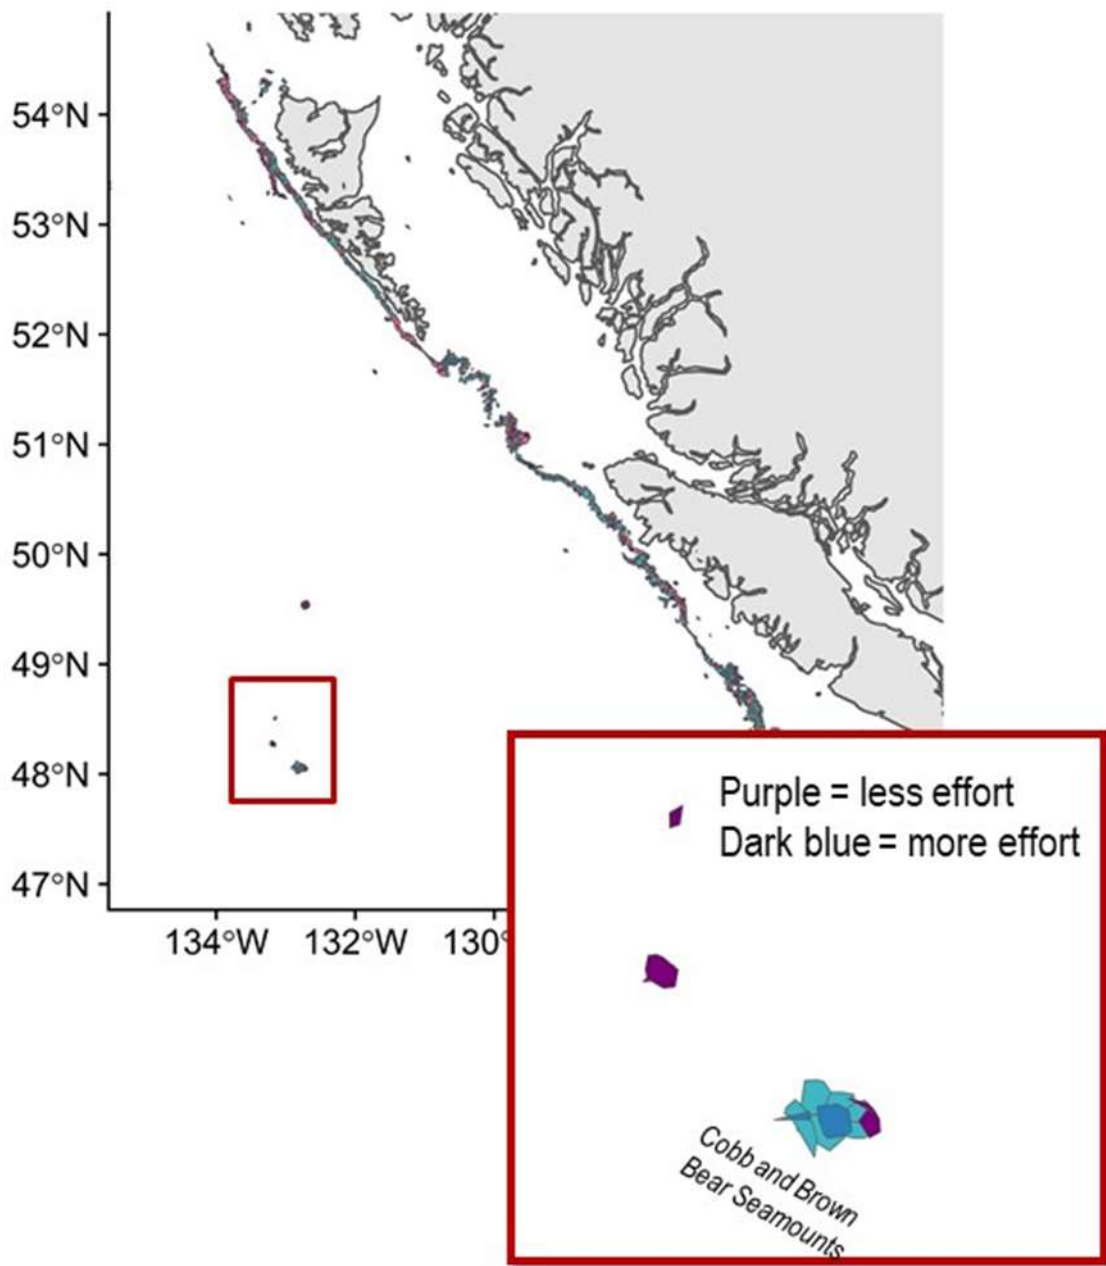 54°N
53°N
52°N
51°N
50°N
49°N
48°N
47°N
134°W 132°W 130°
Purple = less effort
Dark blue = more effort
Cobb and Brown
Bear Seamounts